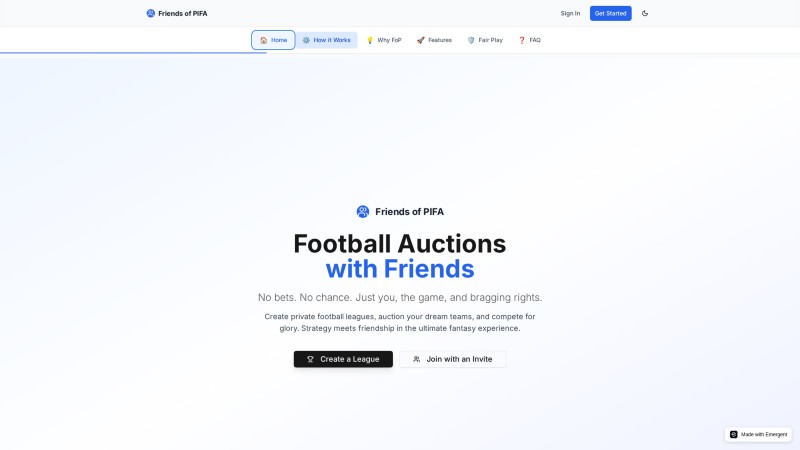 Friends of PIFA
Sign In
Get Started
Home
How it Works
Why FoP
Features
Fair Play
FAQ
Friends of PIFA
Football Auctions
with Friends
No bets. No chance. Just you, the game, and bragging rights.
Create private football leagues, auction your dream teams, and compete for
glory. Strategy meets friendship in the ultimate fantasy experience.
Create a League
Join with an Invite
Made with Emergent